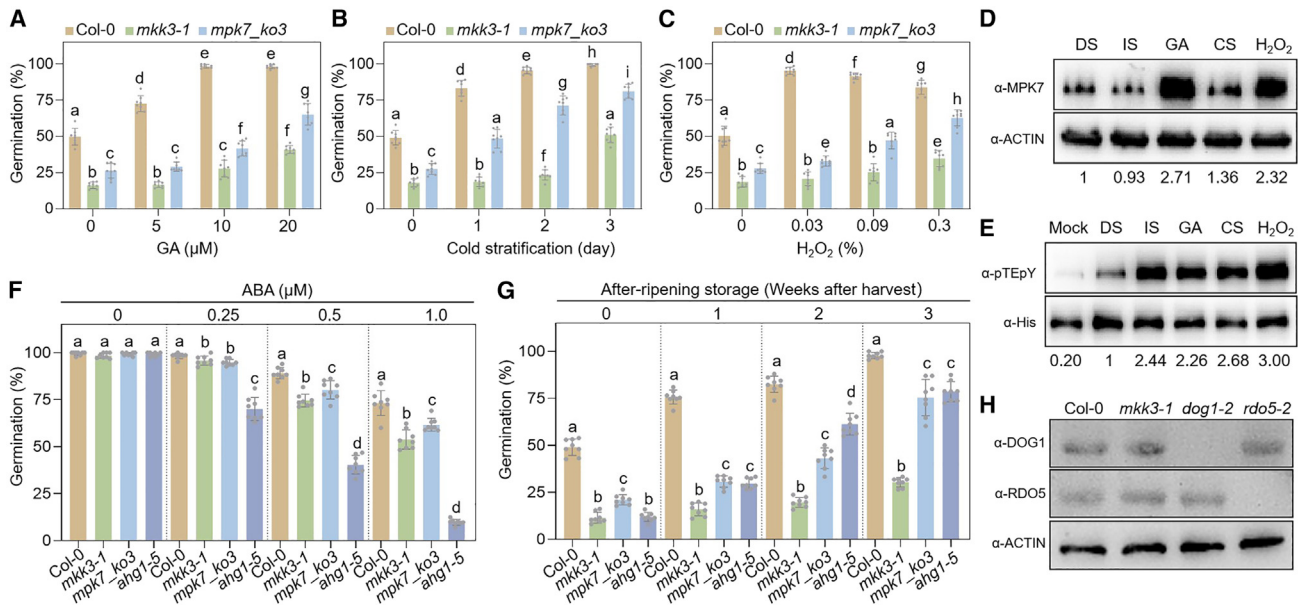 A
Col-0 mkk3-1 mpk7_ko3
Germination (%)
100
75
50
25
0
a b c d b c e f f e g
0 5 10 20
GA (μM)
B
Col-0 mkk3-1 mpk7_ko3
Germination (%)
100
75
50
25
0
a b c d b a e f g h a i
0 1 2 3
Cold stratification (day)
C
Col-0 mkk3-1 mpk7_ko3
Germination (%)
100
75
50
25
0
a b c d b e f b a g e h
0 0.03 0.09 0.3
H₂O₂ (%)
D
DS IS GA CS H₂O₂
α-MPK7
α-ACTIN
1 0.93 2.71 1.36 2.32
E
Mock DS IS GA CS H₂O₂
α-pTEpY
α-His
0.20 1 2.44 2.26 2.68 3.00
F
ABA (μM)
0 0.25 0.5 1.0
Germination (%)
100
75
50
25
0
a a a a a b b c a b c d a b c d
Col-0 mkk3-1 mpk7_ko3 ahg1-5 Col-0 mkk3-1 mpk7_ko3 ahg1-5 Col-0 mkk3-1 mpk7_ko3 ahg1-5 Col-0 mkk3-1 mpk7_ko3 ahg1-5
G
After-ripening storage (Weeks after harvest)
0 1 2 3
Germination (%)
100
75
50
25
0
a b c b a b c c a b c d a b c c
Col-0 mkk3-1 mpk7_ko3 ahg1-5 Col-0 mkk3-1 mpk7_ko3 ahg1-5 Col-0 mkk3-1 mpk7_ko3 ahg1-5 Col-0 mkk3-1 mpk7_ko3 ahg1-5
H
Col-0 mkk3-1 dog1-2 rdo5-2
α-DOG1
α-RDO5
α-ACTIN